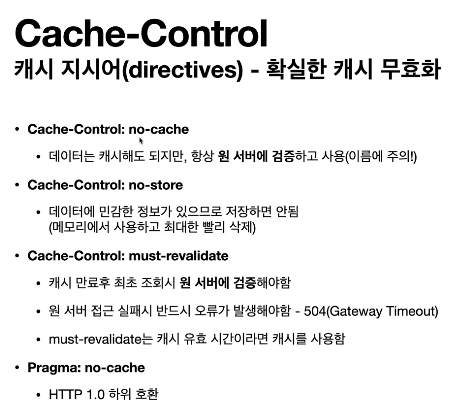 Cache-Control
캐시 지시어(directives) - 확실한 캐시 무효화
• Cache-Control: no-cache
• 데이터는 캐시해도 되지만, 항상 원 서버에 검증하고 사용(이름에 주의!)
• Cache-Control: no-store
• 데이터에 민감한 정보가 있으므로 저장하면 안됨
(메모리에서 사용하고 최대한 빨리 삭제)
• Cache-Control: must-revalidate
• 캐시 만료후 최초 조회시 원 서버에 검증해야함
• 원 서버 접근 실패시 반드시 오류가 발생해야함 - 504(Gateway Timeout)
• must-revalidate는 캐시 유효 시간이라면 캐시를 사용함
• Pragma: no-cache
• HTTP 1.0 하위 호환